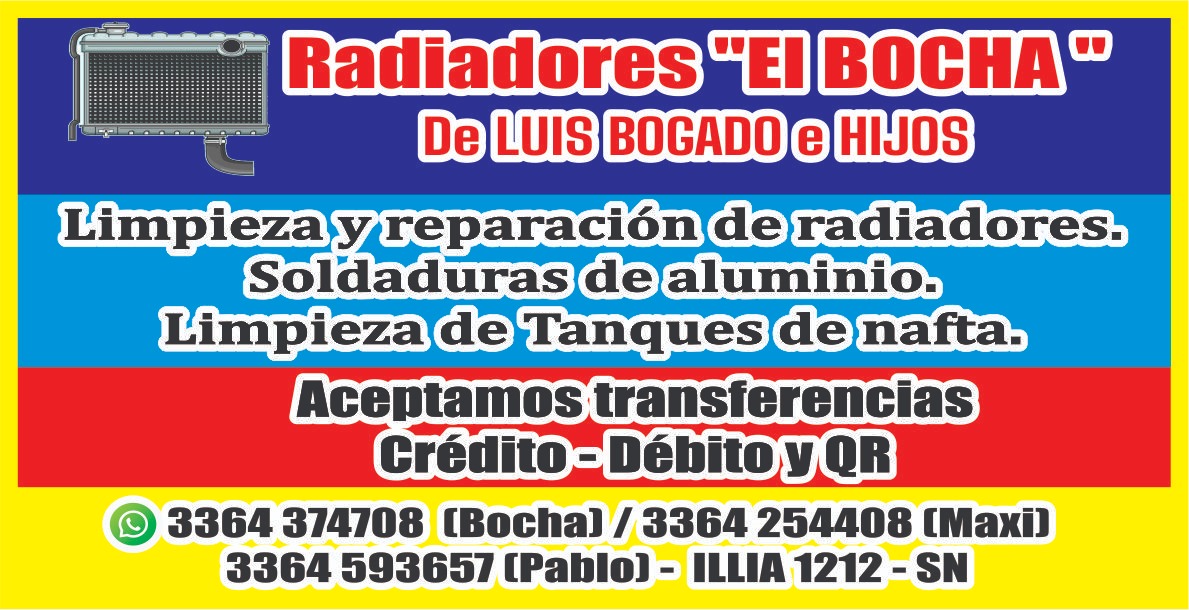 Radiadores "El BOCHA "
De LUIS BOGADO e HIJOS
Limpieza y reparación de radiadores.
Soldaduras de aluminio.
Limpieza de Tanques de nafta.
Aceptamos transferencias
Crédito - Débito y QR
3364 374708 (Bocha) / 3364 254408 (Maxi)
3364 593657 (Pablo) - ILLIA 1212 - SN